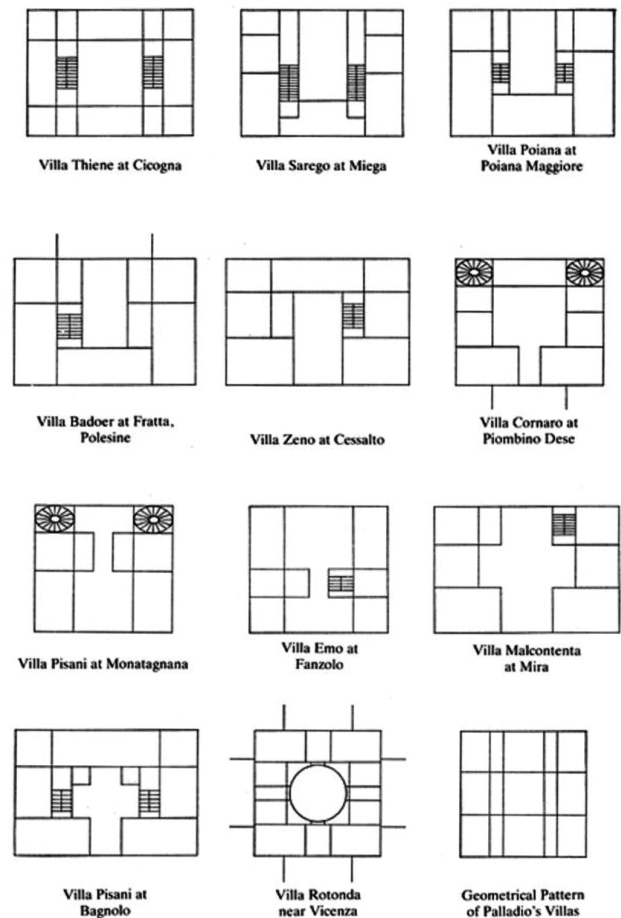 Villa Thiene at Cicogna
Villa Sarego at Miega
Villa Poiana at
Poiana Maggiore
Villa Badoer at Fratta,
Polesine
Villa Zeno at Cessalto
Villa Cornaro at
Piombino Dese
Villa Pisani at Monatagnana
Villa Emo at
Fanzolo
Villa Malcontenta
at Mira
Villa Pisani at
Bagnolo
Villa Rotonda
near Vicenza
Geometrical Pattern
of Palladio's Villas